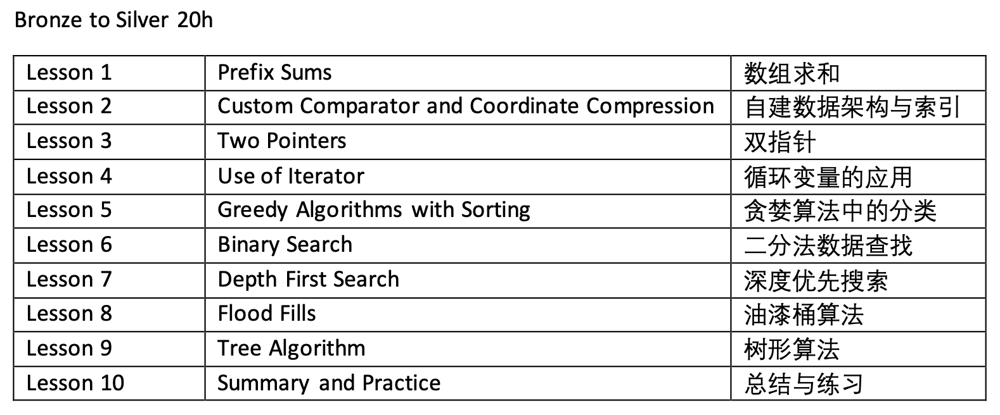 Bronze to Silver 20h
Lesson 1 Prefix Sums 数组求和
Lesson 2 Custom Comparator and Coordinate Compression 自建数据架构与索引
Lesson 3 Two Pointers 双指针
Lesson 4 Use of Iterator 循环变量的应用
Lesson 5 Greedy Algorithms with Sorting 贪婪算法中的分类
Lesson 6 Binary Search 二分法数据查找
Lesson 7 Depth First Search 深度优先搜索
Lesson 8 Flood Fills 油漆桶算法
Lesson 9 Tree Algorithm 树形算法
Lesson 10 Summary and Practice 总结与练习